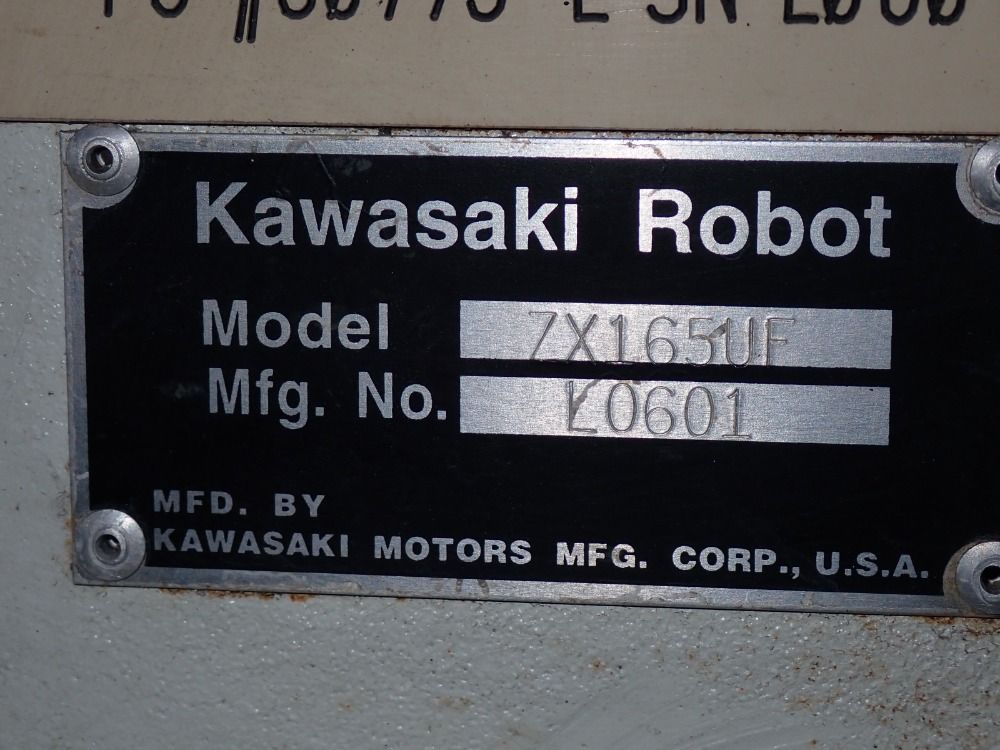 Kawasaki Robot
Model ZX165UF
Mfg. No. L0601
MFD. BY
KAWASAKI MOTORS MFG. CORP., U.S.A.